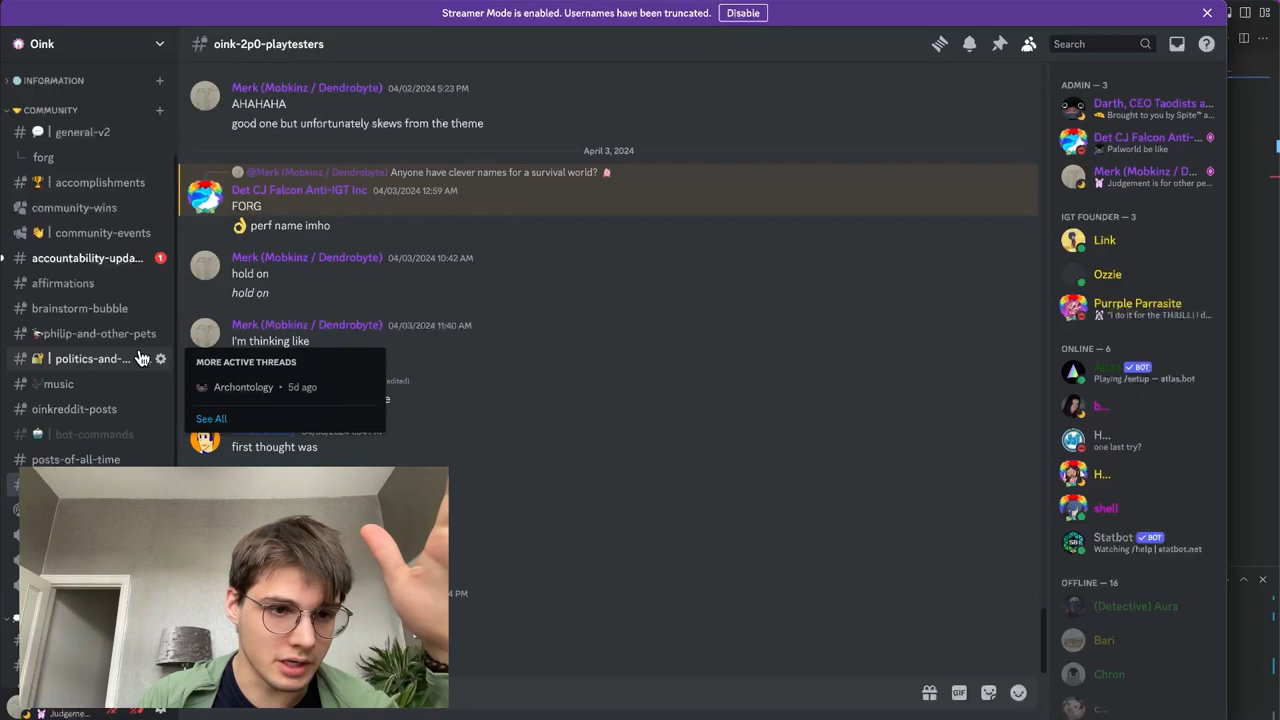 Streamer Mode is enabled. Usernames have been truncated.
Disable
Oink
oink-2p0-playtesters
Search
INFORMATION
COMMUNITY
general-v2
forg
accomplishments
community-wins
community-events
accountability-upda...
1
affirmations
brainstorm-bubble
philip-and-other-pets
politics-and-...
music
oinkreddit-posts
bot-commands
posts-of-all-time
Merk (Mobkinz / Dendrobyte) 04/02/2024 5:23 PM
AHAHAHA
good one but unfortunately skews from the theme
April 3, 2024
@Merk (Mobkinz / Dendrobyte) Anyone have clever names for a survival world?
Det CJ Falcon Anti-IGT Inc 04/03/2024 12:59 AM
FORG
perf name imho
Merk (Mobkinz / Dendrobyte) 04/03/2024 10:42 AM
hold on
hold on
Merk (Mobkinz / Dendrobyte) 04/03/2024 11:40 AM
I'm thinking like
MORE ACTIVE THREADS
Archontology • 5d ago
See All
edited)
first thought was
PM
GIF
Judgeme...
ADMIN — 3
Darth, CEO Taodists a...
Brought to you by Spite™ a...
Det CJ Falcon Anti-...
Palworld be like
Merk (Mobkinz / D...
Judgement is for other pe...
IGT FOUNDER — 3
Link
Ozzie
Purrple Parrasite
"I do it for the THRILL! I d...
ONLINE — 6
Atlas BOT
Playing /setup — atlas.bot
b...
H...
one last try?
H...
shell
Statbot BOT
Watching /help | statbot.net
OFFLINE — 16
(Detective) Aura
Bari
Chron
c...